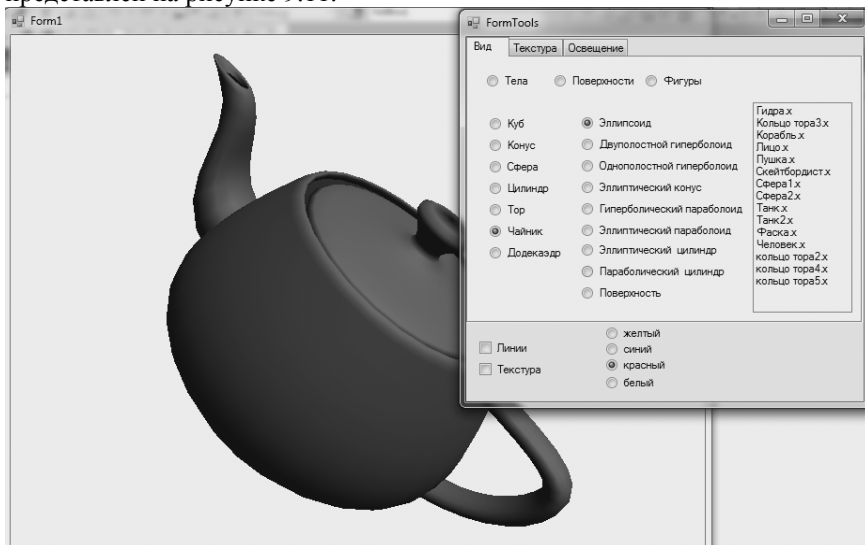 представлен на рисунке 9.11.
Form1
FormTools
Вид Текстура Освещение
Тела Поверхности Фигуры
Куб
Конус
Сфера
Цилиндр
Тор
Чайник
Додекаэдр
Эллипсоид
Двуполостной гиперболоид
Однополостной гиперболоид
Эллиптический конус
Гиперболический параболоид
Эллиптический параболоид
Эллиптический цилиндр
Параболический цилиндр
Поверхность
Гидра.x
Кольцо тора3.x
Корабль.x
Лицо.x
Пушка.x
Скейтбордист.x
Сфера1.x
Сфера2.x
Танк.x
Танк2.x
Фаска.x
Человек.x
кольцо тора2.x
кольцо тора4.x
кольцо тора5.x
Линии
Текстура
желтый
синий
красный
белый